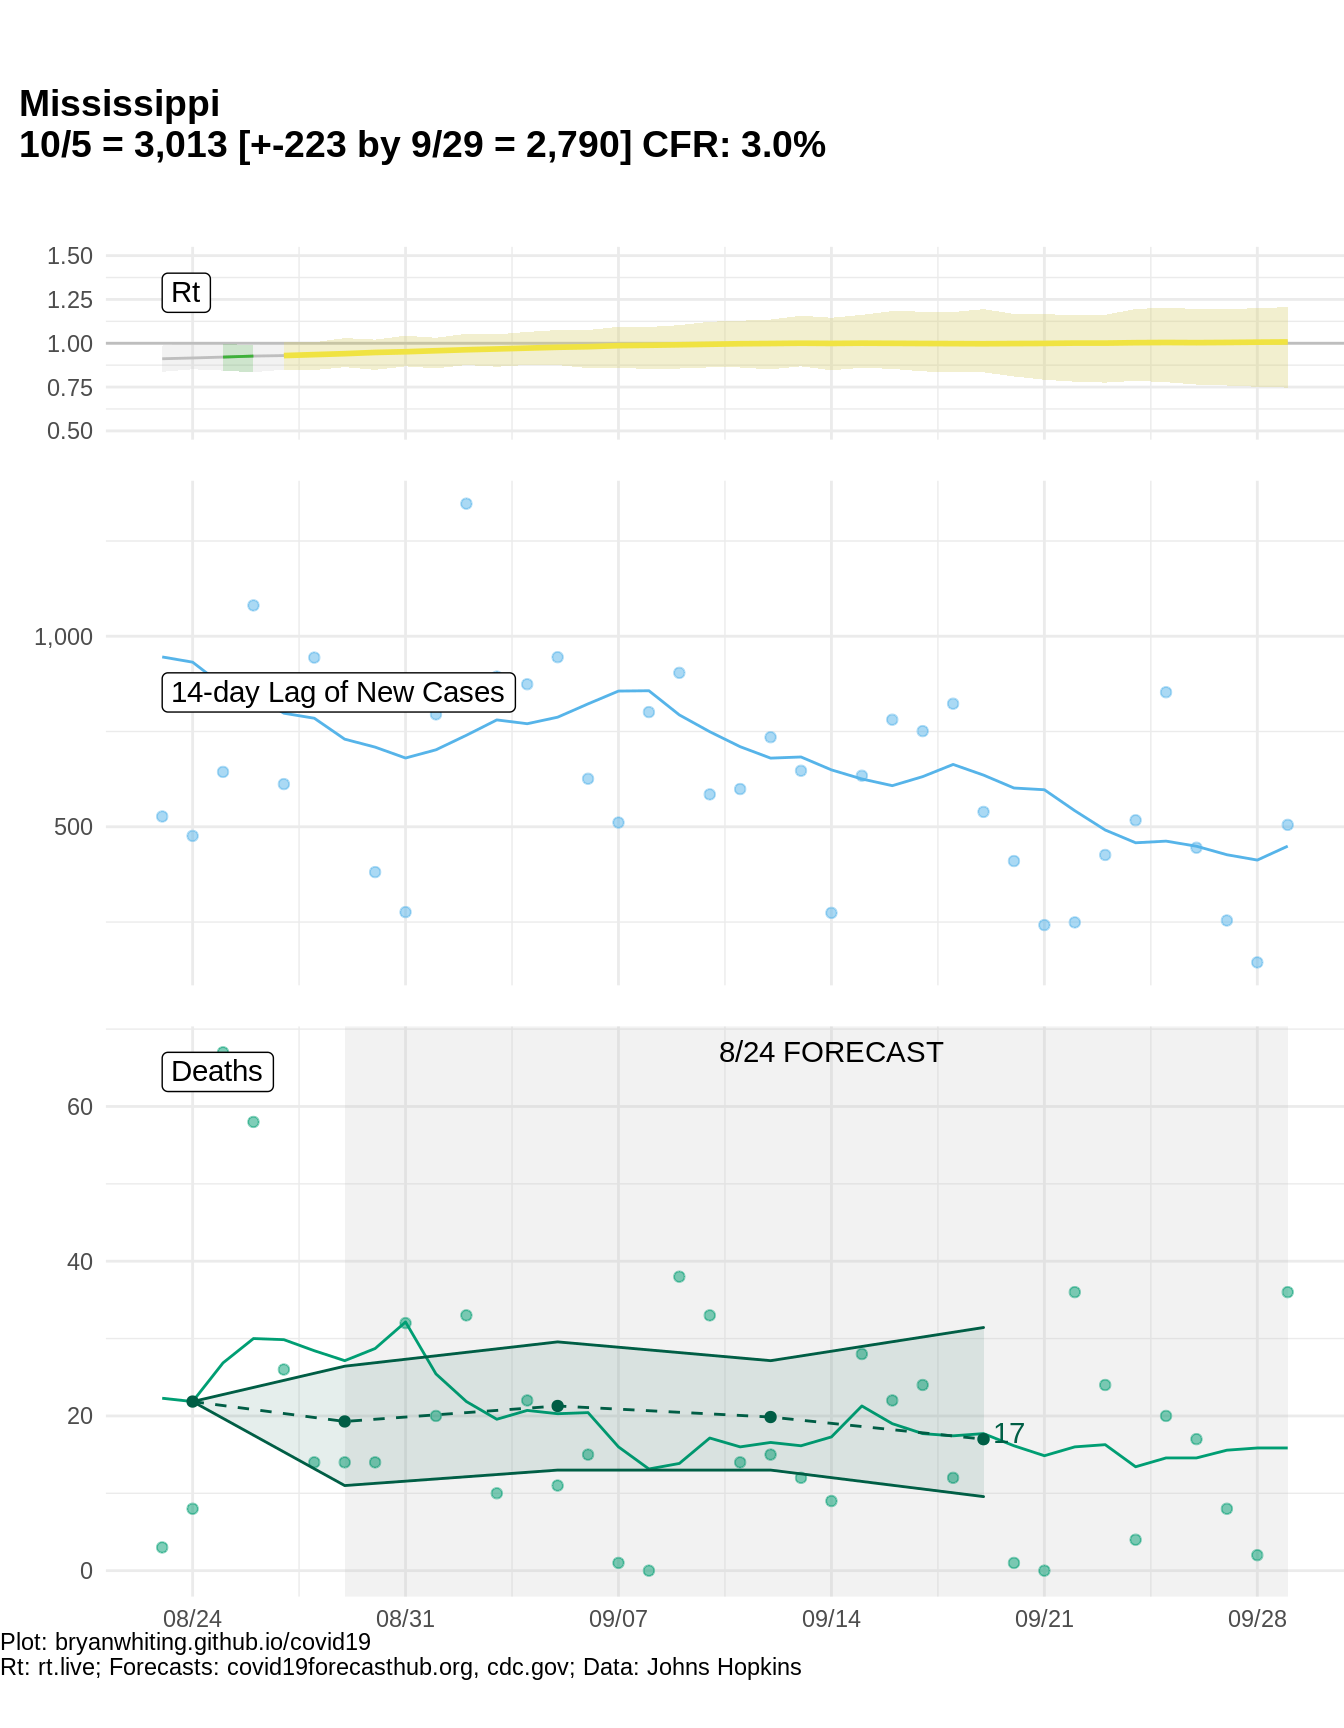 Mississippi
10/5 = 3,013 [+-223 by 9/29 = 2,790] CFR: 3.0%
1.50
Rt
1.25
1.00
0.75
0.50
1,000
14-day Lag of New Cases
500
8/24 FORECAST
Deaths
60
40
20
17
0
08/24 08/31 09/07 09/14 09/21 09/28
Plot: bryanwhiting.github.io/covid19
Rt: rt.live; Forecasts: covid19forecasthub.org, cdc.gov; Data: Johns Hopkins